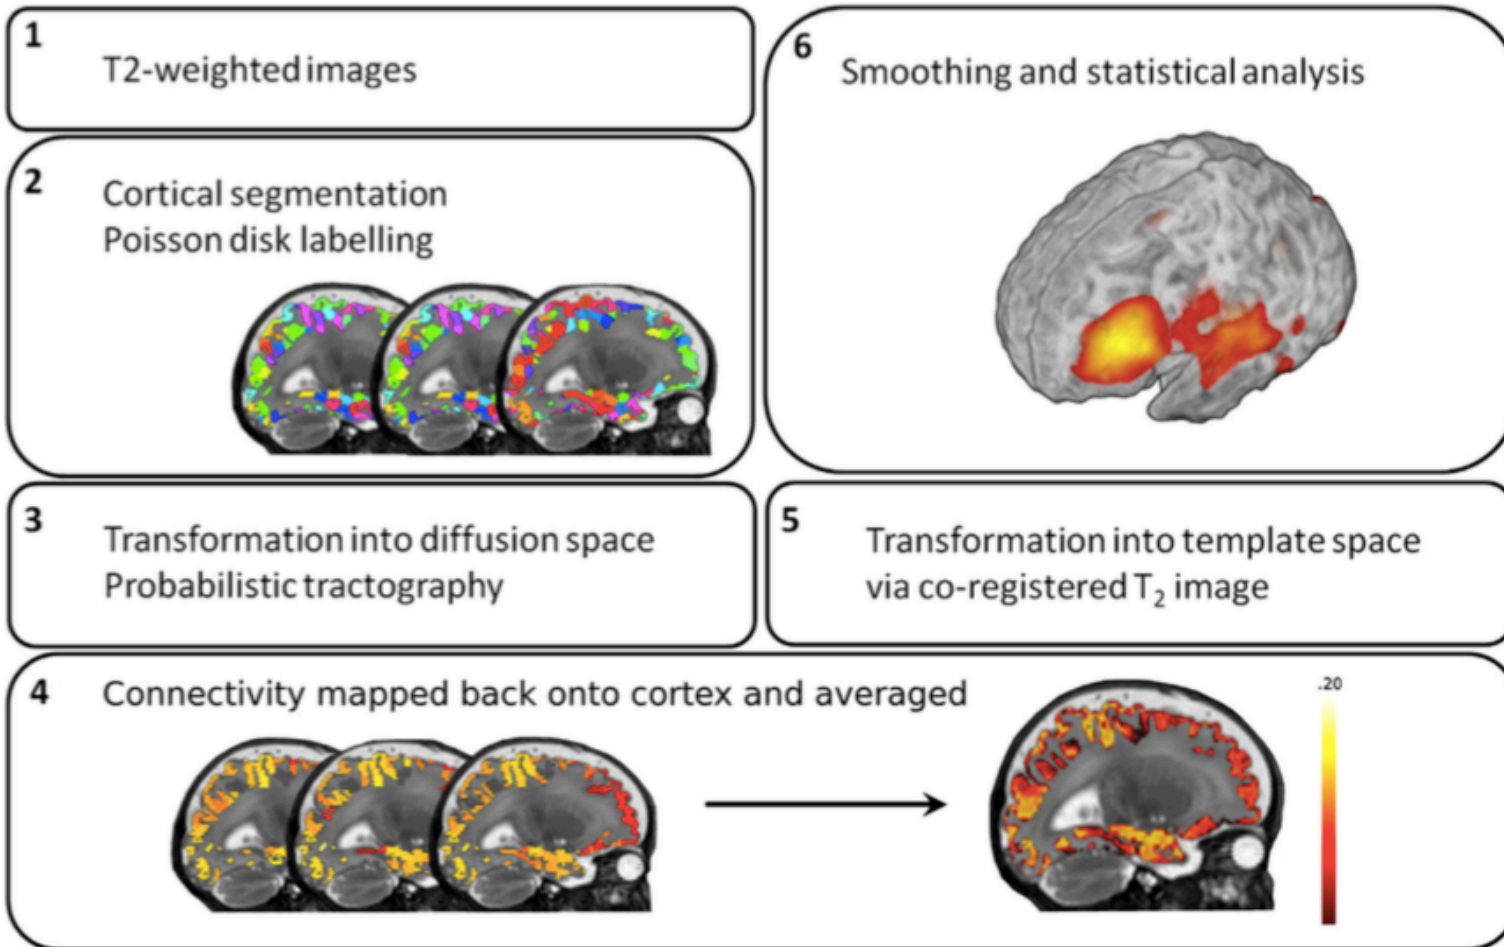 1
T2-weighted images
2
Cortical segmentation
Poisson disk labelling
3
Transformation into diffusion space
Probabilistic tractography
4
Connectivity mapped back onto cortex and averaged
.20
5
Transformation into template space
via co-registered T₂ image
6
Smoothing and statistical analysis